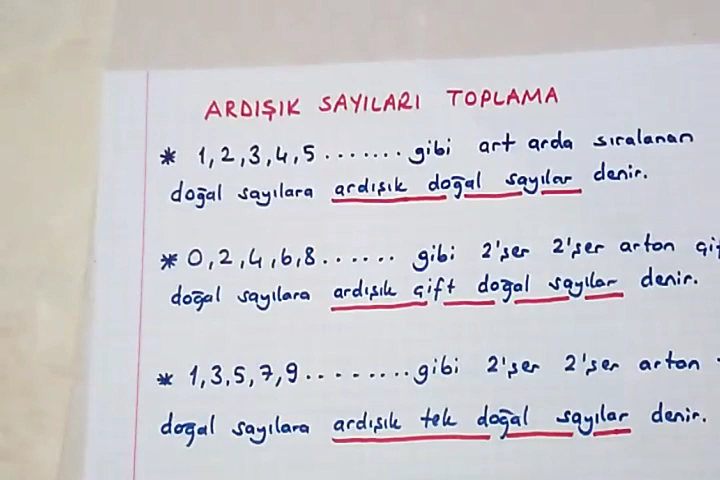 ARDIŞIK SAYILARI TOPLAMA
* 1,2,3,4,5....... gibi art arda sıralanan
doğal sayılara ardışık doğal sayılar denir.
* 0,2,4,6,8...... gibi 2'şer 2'şer artan
doğal sayılara ardışık çift doğal sayılar denir.
* 1,3,5,7,9........ gibi 2'şer 2'şer artan
doğal sayılara ardışık tek doğal sayılar denir.